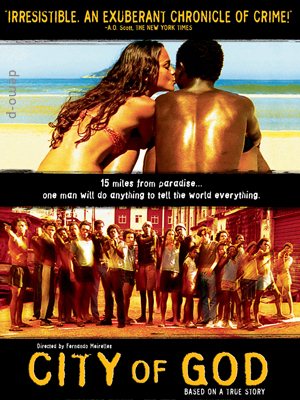 "IRRESISTIBLE. AN EXUBERANT CHRONICLE OF CRIME!"
-A.O. Scott, THE NEW YORK TIMES
demo-p
15 miles from paradise...
one man will do anything to tell the world everything.
Directed by Fernando Meirelles
CITY OF GOD
BASED ON A TRUE STORY